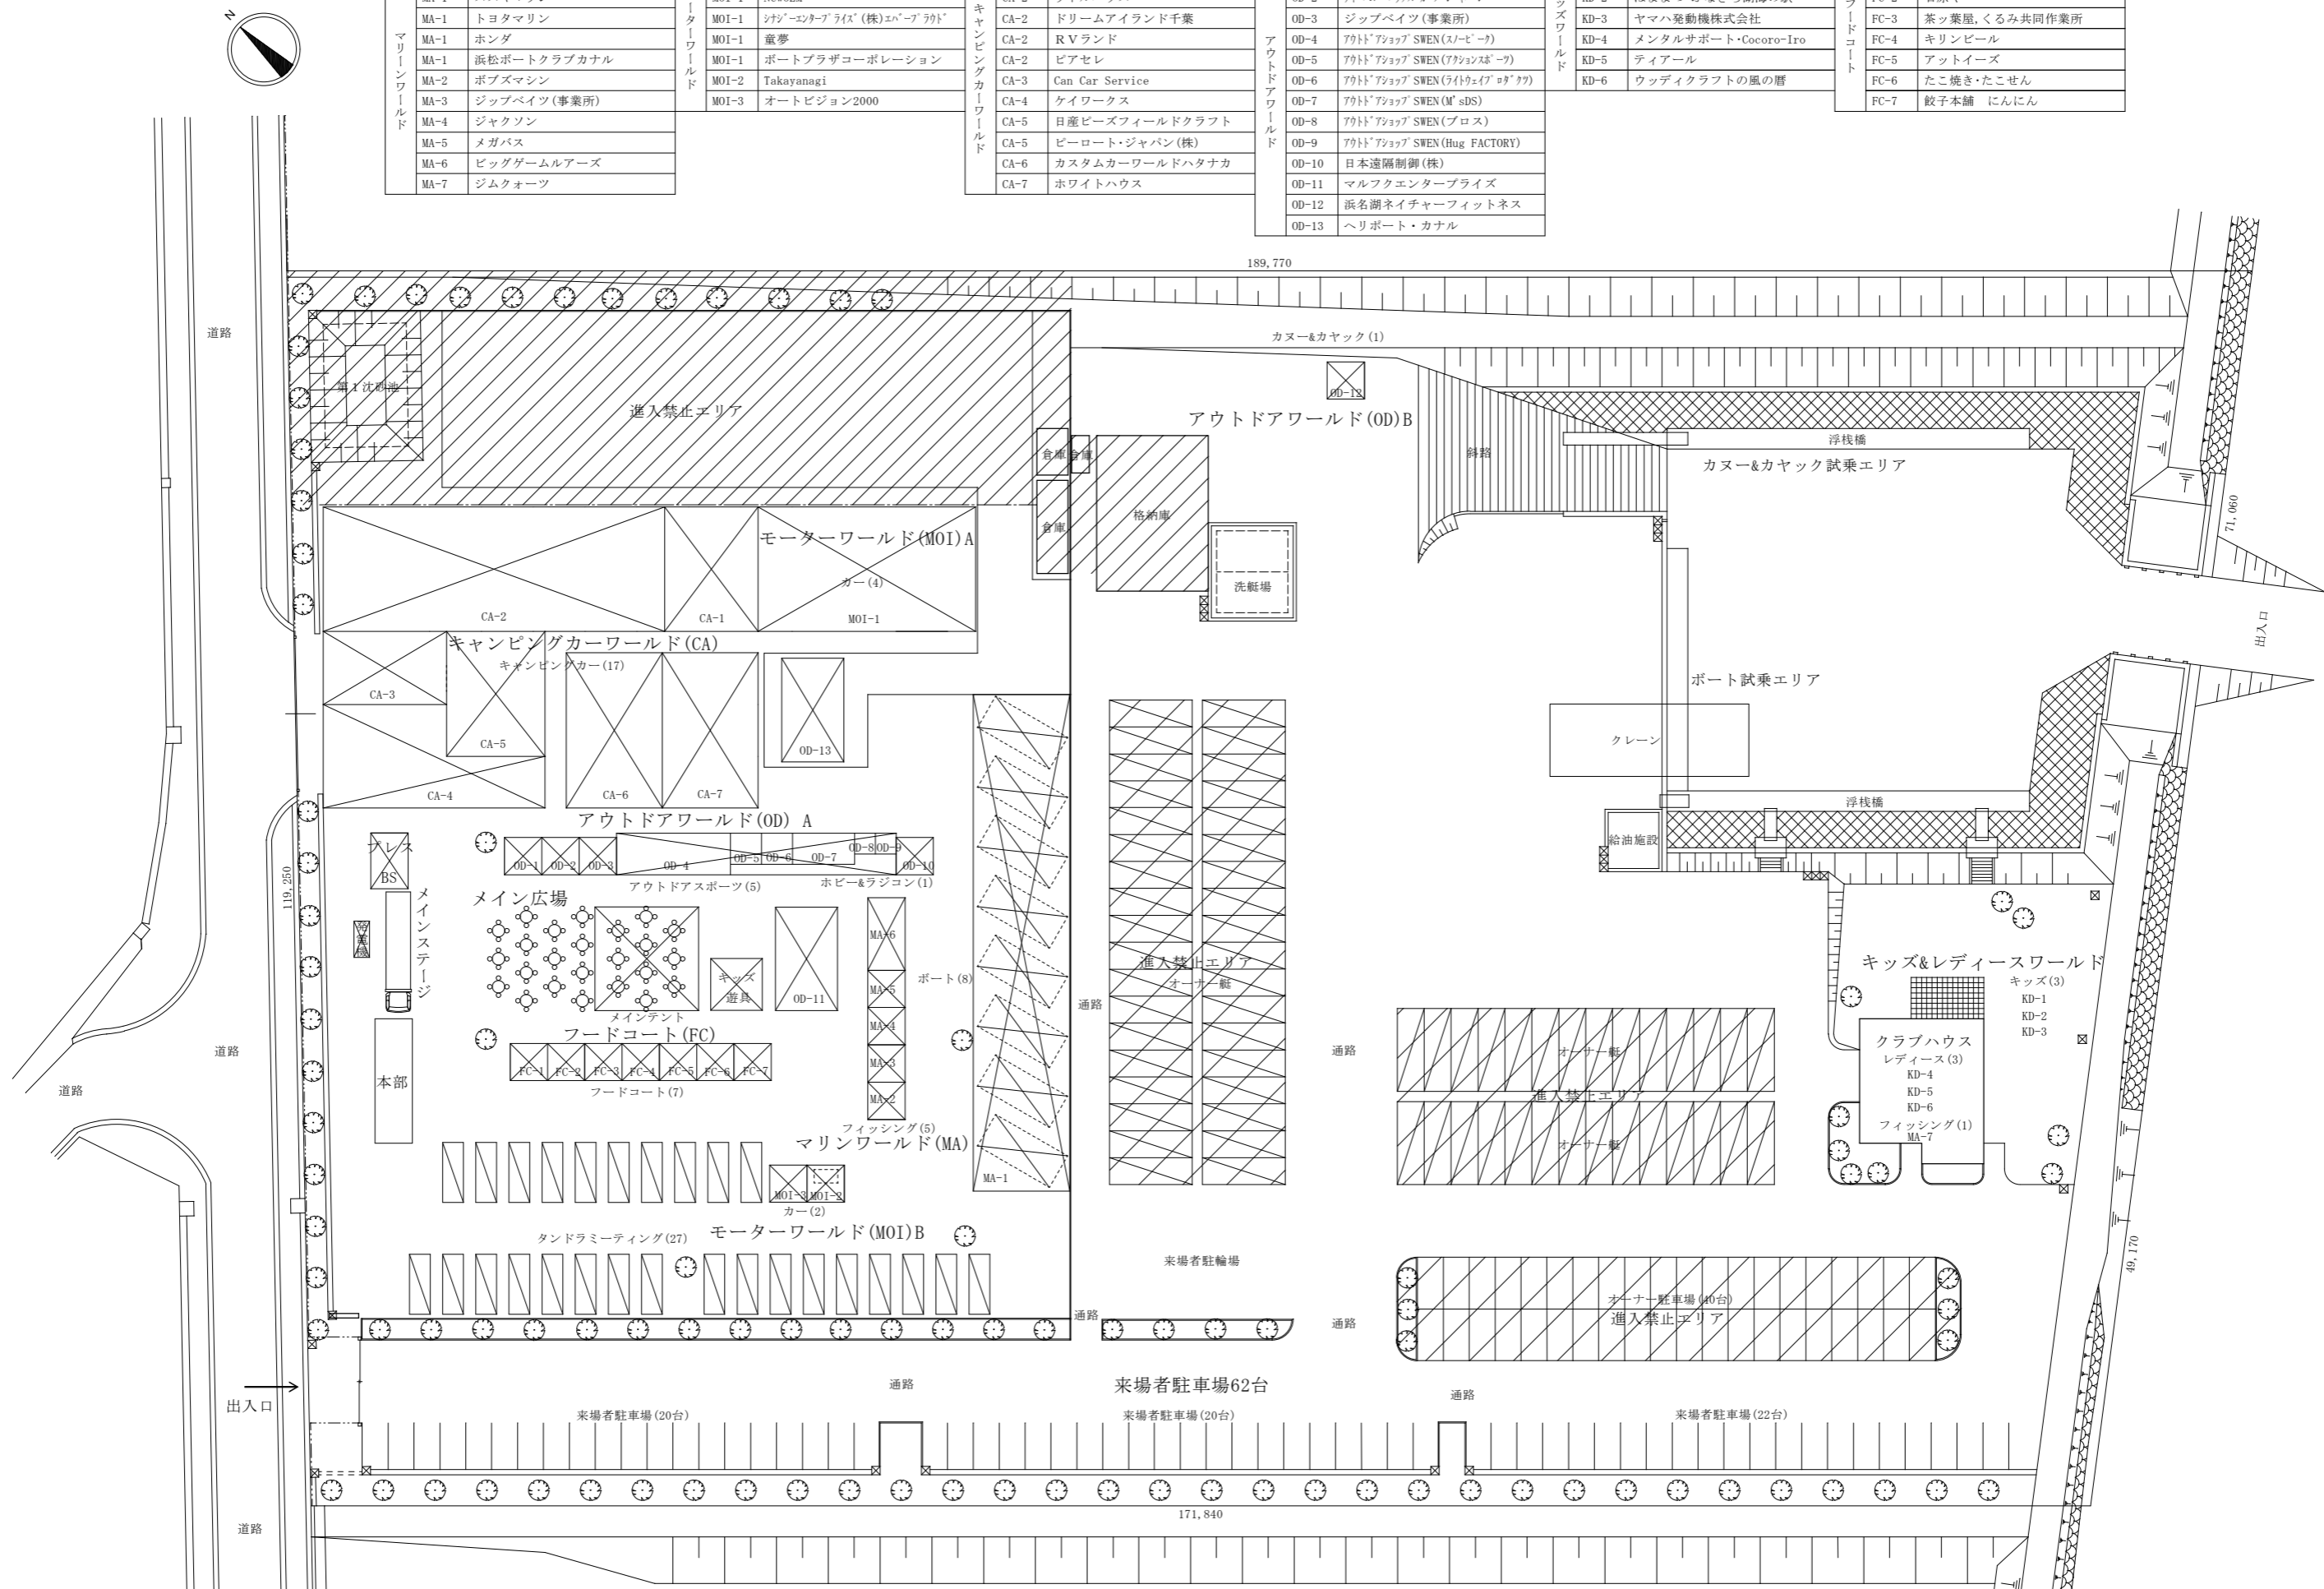 マリーンワールド
MA-1 トヨタマリン
MA-1 ホンダ
MA-1 浜松ボートクラブカナル
MA-2 ボブズマシン
MA-3 ジップベイツ(事業所)
MA-4 ジャクソン
MA-5 メガバス
MA-6 ビッグゲームルアーズ
MA-7 ジムクォーツ
ーターワールド
MOI-1 ｼﾅｼﾞｰｴﾝﾀｰﾌﾟﾗｲｽﾞ(株)ｴﾊﾞｰﾌﾟﾗｳﾄﾞ
MOI-1 童夢
MOI-1 ボートプラザコーポレーション
MOI-2 Takayanagi
MOI-3 オートビジョン2000
キャンピングカーワールド
CA-2 ドリームアイランド千葉
CA-2 ＲＶランド
CA-2 ピアセレ
CA-3 Can Car Service
CA-4 ケイワークス
CA-5 日産ピーズフィールドクラフト
CA-5 ピーロート･ジャパン(株)
CA-6 カスタムカーワールドハタナカ
CA-7 ホワイトハウス
アウトドアワールド
OD-3 ジップベイツ(事業所)
OD-4 ｱｳﾄﾄﾞｱｼｮｯﾌﾟSWEN(ｽﾉｰﾋﾟｰｸ)
OD-5 ｱｳﾄﾄﾞｱｼｮｯﾌﾟSWEN(ｱｸｼｮﾝｽﾎﾟｰﾂ)
OD-6 ｱｳﾄﾄﾞｱｼｮｯﾌﾟSWEN(ﾗｲﾄｳｪｲﾌﾟﾛﾀﾞｸﾂ)
OD-7 ｱｳﾄﾄﾞｱｼｮｯﾌﾟSWEN(M'sDS)
OD-8 ｱｳﾄﾄﾞｱｼｮｯﾌﾟSWEN(プロス)
OD-9 ｱｳﾄﾄﾞｱｼｮｯﾌﾟSWEN(Hug FACTORY)
OD-10 日本遠隔制御(株)
OD-11 マルフクエンタープライズ
OD-12 浜名湖ネイチャーフィットネス
OD-13 ヘリポート・カナル
ッズワールド
KD-3 ヤマハ発動機株式会社
KD-4 メンタルサポート･Cocoro-Iro
KD-5 ティアール
KD-6 ウッディクラフトの風の暦
フードコート
FC-3 茶ッ葉屋,くるみ共同作業所
FC-4 キリンビール
FC-5 アットイーズ
FC-6 たこ焼き･たこせん
FC-7 餃子本舗　にんにん
N
189,770
道路
カヌー&カヤック(1)
第１沈砂池
進入禁止エリア
OD-12
アウトドアワールド(OD)B
浮桟橋
倉庫
倉庫
斜路
カヌー&カヤック試乗エリア
71,060
倉庫
格納庫
モーターワールド(MOI)A
カー(4)
洗艇場
CA-2
CA-1
MOI-1
出入口
キャンピングカーワールド(CA)
キャンピングカー(17)
CA-3
ボート試乗エリア
CA-5
OD-13
クレーン
CA-4
CA-6
CA-7
浮桟橋
アウトドアワールド(OD) A
給油施設
プレス
BS
OD-1
OD-2
OD-3
OD-4
OD-5
OD-6
OD-7
OD-8
OD-9
OD-10
アウトドアスポーツ(5)
ホビー&ラジコン(1)
119,250
メインステージ
メイン広場
発電機
MA-6
キッズ&レディースワールド
進入禁止エリア
オーナー艇
キッズ(3)
KD-1
KD-2
KD-3
キッズ
遊具
OD-11
MA-5
ボート(8)
通路
メインテント
フードコート(FC)
MA-4
クラブハウス
レディース(3)
KD-4
KD-5
KD-6
フィッシング(1)
MA-7
道路
通路
オーナー艇
MA-3
FC-1
FC-2
FC-3
FC-4
FC-5
FC-6
FC-7
本部
道路
フードコート(7)
MA-2
進入禁止エリア
フィッシング(5)
マリンワールド(MA)
オーナー艇
MA-1
MOI-3
MOI-2
カー(2)
モーターワールド(MOI)B
タンドラミーティング(27)
49,170
来場者駐輪場
オーナー駐車場(40台)
進入禁止エリア
通路
通路
通路
来場者駐車場62台
通路
出入口
来場者駐車場(20台)
来場者駐車場(20台)
来場者駐車場(22台)
171,840
道路